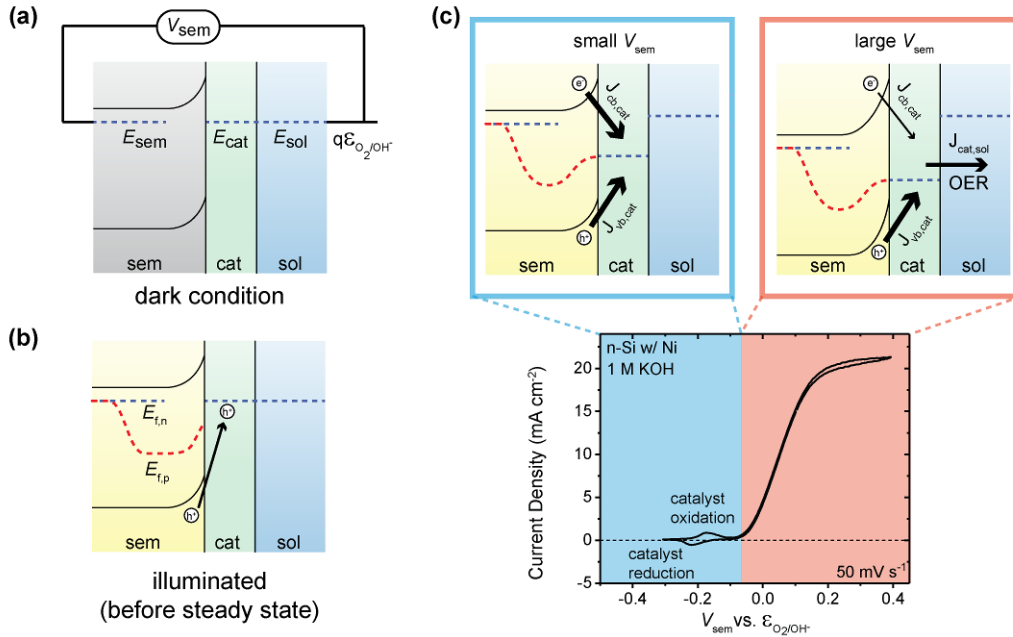 (a)
V_sem
E_sem
E_cat
E_sol
qε_O₂/OH⁻
sem
cat
sol
dark condition
(b)
E_f,n
h⁺
E_f,p
h⁺
sem
cat
sol
illuminated
(before steady state)
(c)
small V_sem
e⁻
J_cb,cat
J_vb,cat
h⁺
sem
cat
sol
large V_sem
e⁻
J_cb,cat
J_cat,sol
OER
J_vb,cat
h⁺
sem
cat
sol
n-Si w/ Ni
1 M KOH
catalyst
oxidation
catalyst
reduction
50 mV s⁻¹
Current Density (mA cm⁻²)
20
15
10
5
0
-5
-0.4
-0.2
0.0
0.2
0.4
V_sem vs. ε_O₂/OH⁻